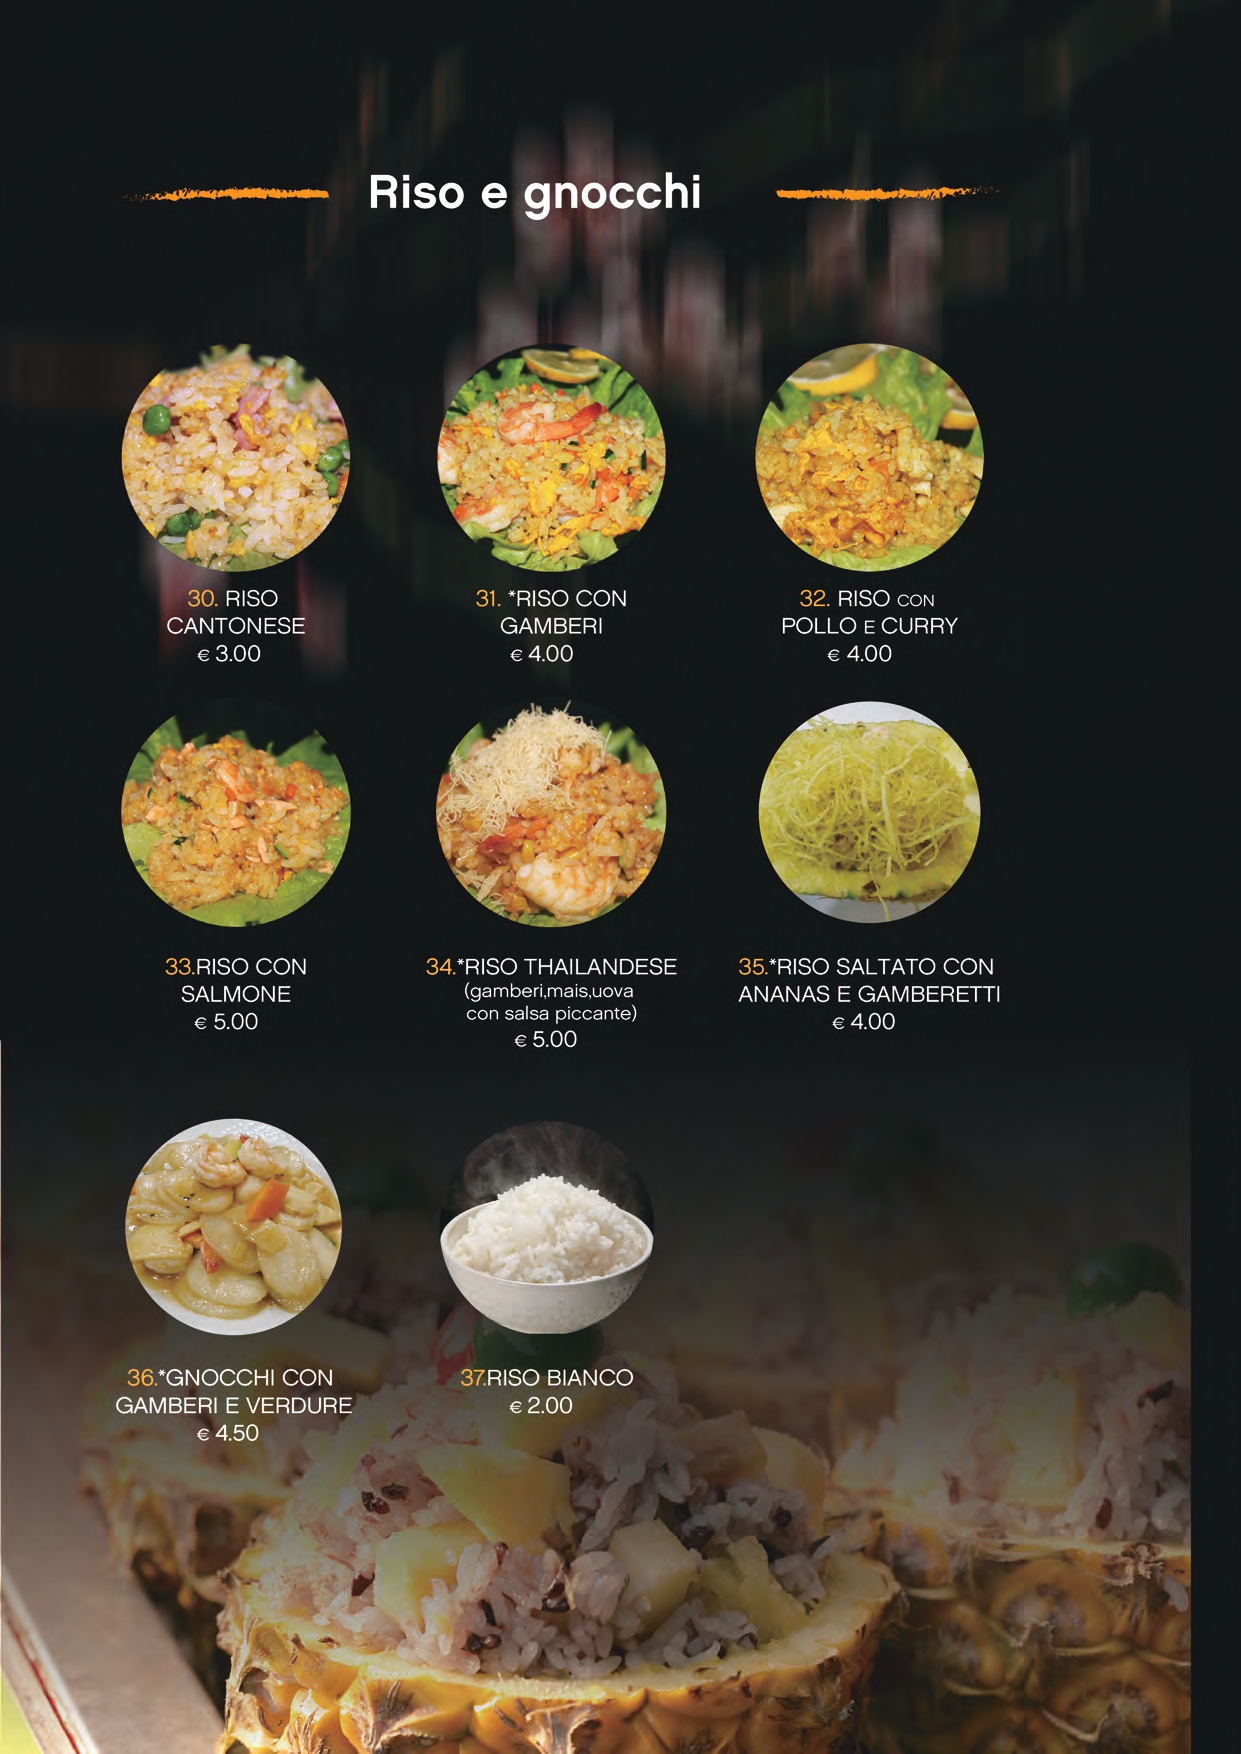 Riso e gnocchi
30. RISO
CANTONESE
€ 3.00
31. *RISO CON
GAMBERI
€ 4.00
32. RISO CON
POLLO E CURRY
€ 4.00
33.RISO CON
SALMONE
€ 5.00
34.*RISO THAILANDESE
(gamberi,mais,uova
con salsa piccante)
€ 5.00
35.*RISO SALTATO CON
ANANAS E GAMBERETTI
€ 4.00
36.*GNOCCHI CON
GAMBERI E VERDURE
€ 4.50
37.RISO BIANCO
€ 2.00